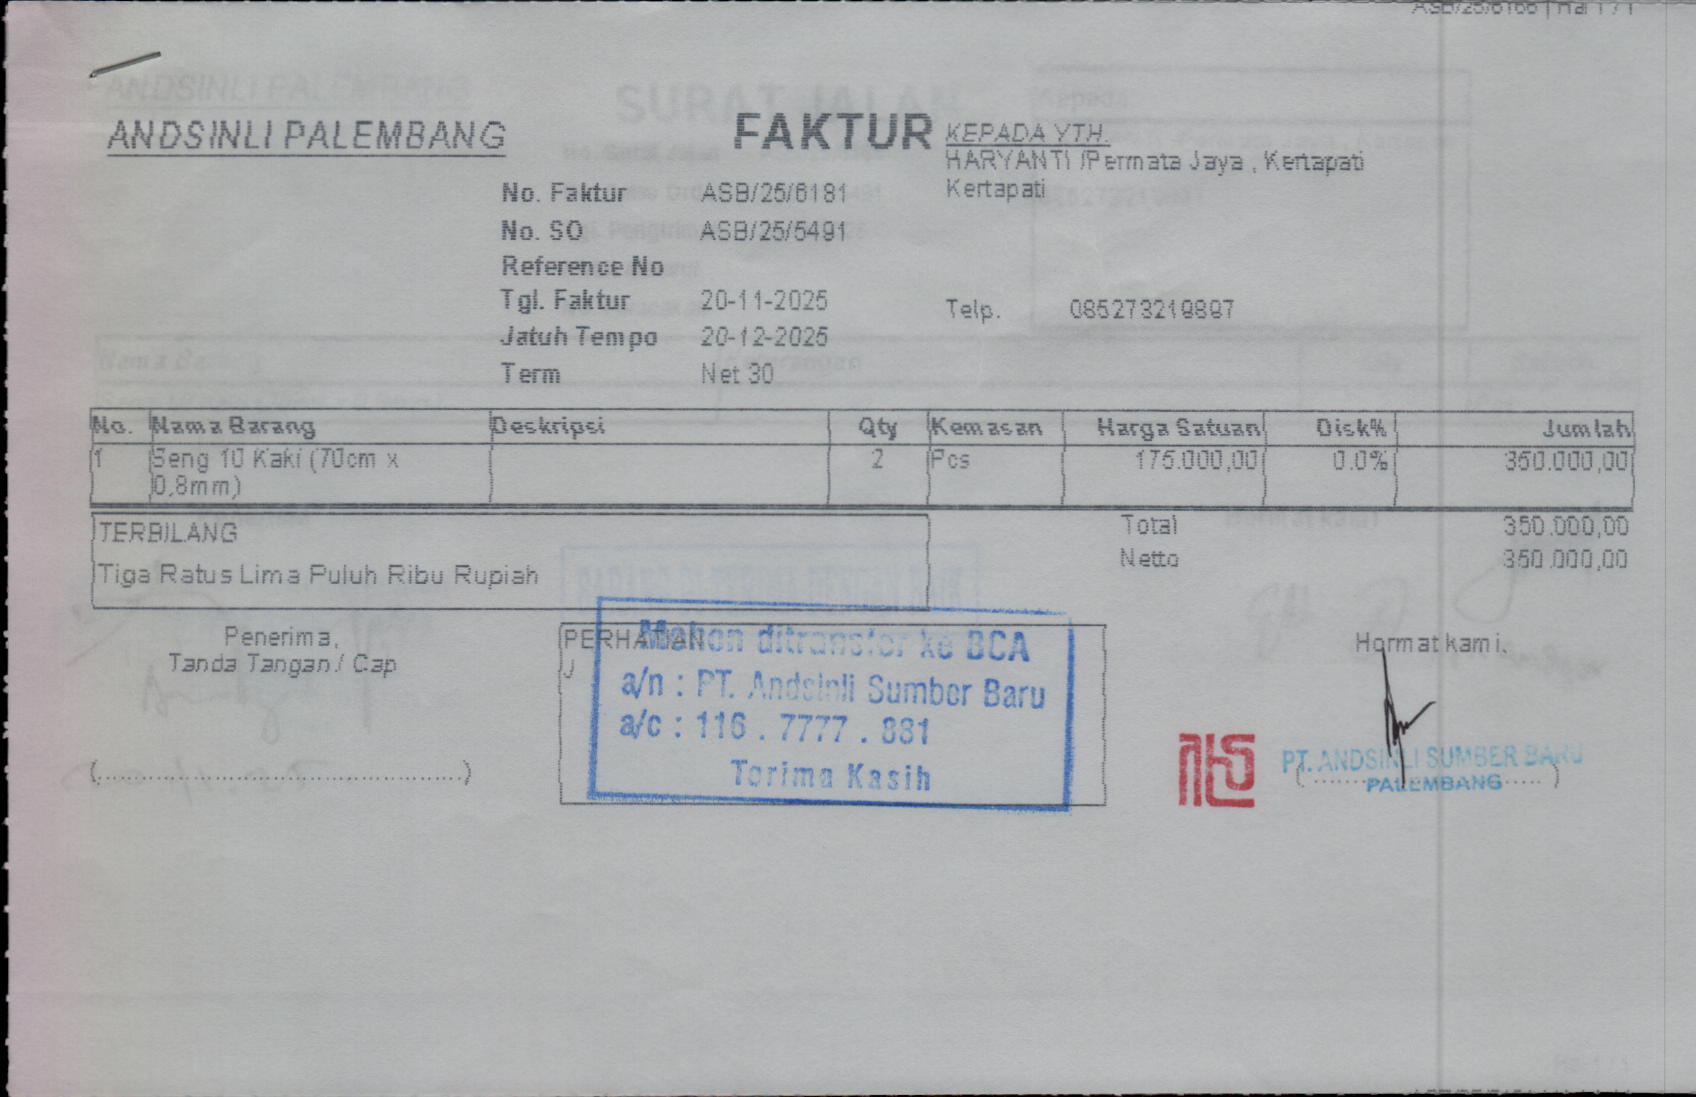 ANDSINLI PALEMBANG
FAKTUR
KEPADA YTH.
HARYANTI /Permata Jaya , Kertapati
Kertapati
No. Faktur ASB/25/6181
No. SO ASB/25/5491
Reference No
Tgl. Faktur 20-11-2025
Telp. 085273219897
Jatuh Tempo 20-12-2025
Term Net 30
No. Nama Barang Deskripsi Qty Kemasan Harga Satuan Disk% Jumlah
1 Seng 10 Kaki (70cm x 2 Pcs 175.000,00 0.0% 350.000,00
0,8mm)
TERBILANG
Tiga Ratus Lima Puluh Ribu Rupiah
Total 350.000,00
Netto 350.000,00
Penerima,
Tanda Tangan / Cap
(........................................)
PERHATIAN
Mohon ditransfer ke BCA
a/n : PT. Andsinli Sumber Baru
a/c : 116 . 7777 . 881
Terima Kasih
Hormat kami,
PT. ANDSINLI SUMBER BARU
PALEMBANG
SURAT JALAN